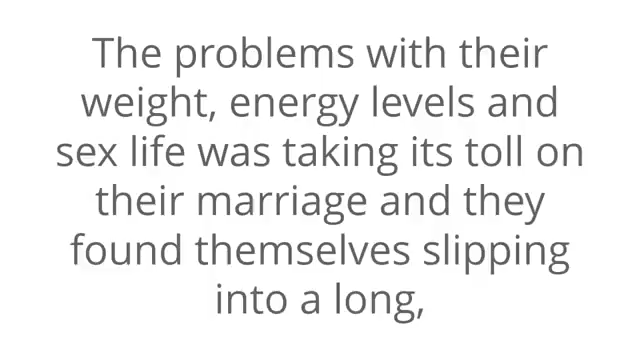 The problems with their
weight, energy levels and
sex life was taking its toll on
their marriage and they
found themselves slipping
into a long,